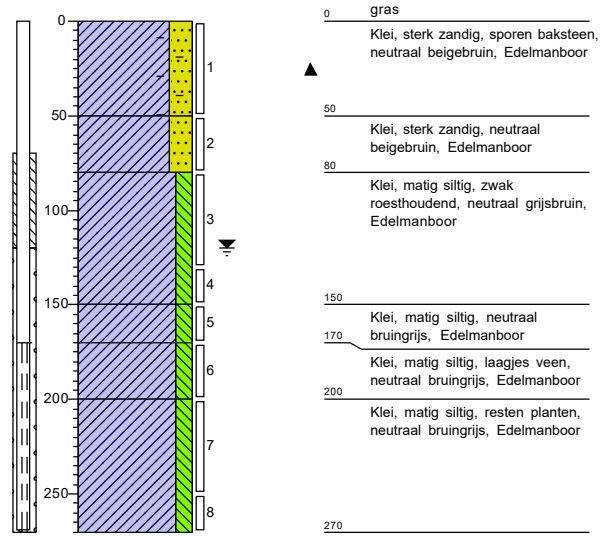 0
50
100
150
200
250
1
2
3
4
5
6
7
8
0
gras
Klei, sterk zandig, sporen baksteen,
neutraal beigebruin, Edelmanboor
50
Klei, sterk zandig, neutraal
beigebruin, Edelmanboor
80
Klei, matig siltig, zwak
roesthoudend, neutraal grijsbruin,
Edelmanboor
150
Klei, matig siltig, neutraal
bruingrijs, Edelmanboor
170
Klei, matig siltig, laagjes veen,
neutraal bruingrijs, Edelmanboor
200
Klei, matig siltig, resten planten,
neutraal bruingrijs, Edelmanboor
270